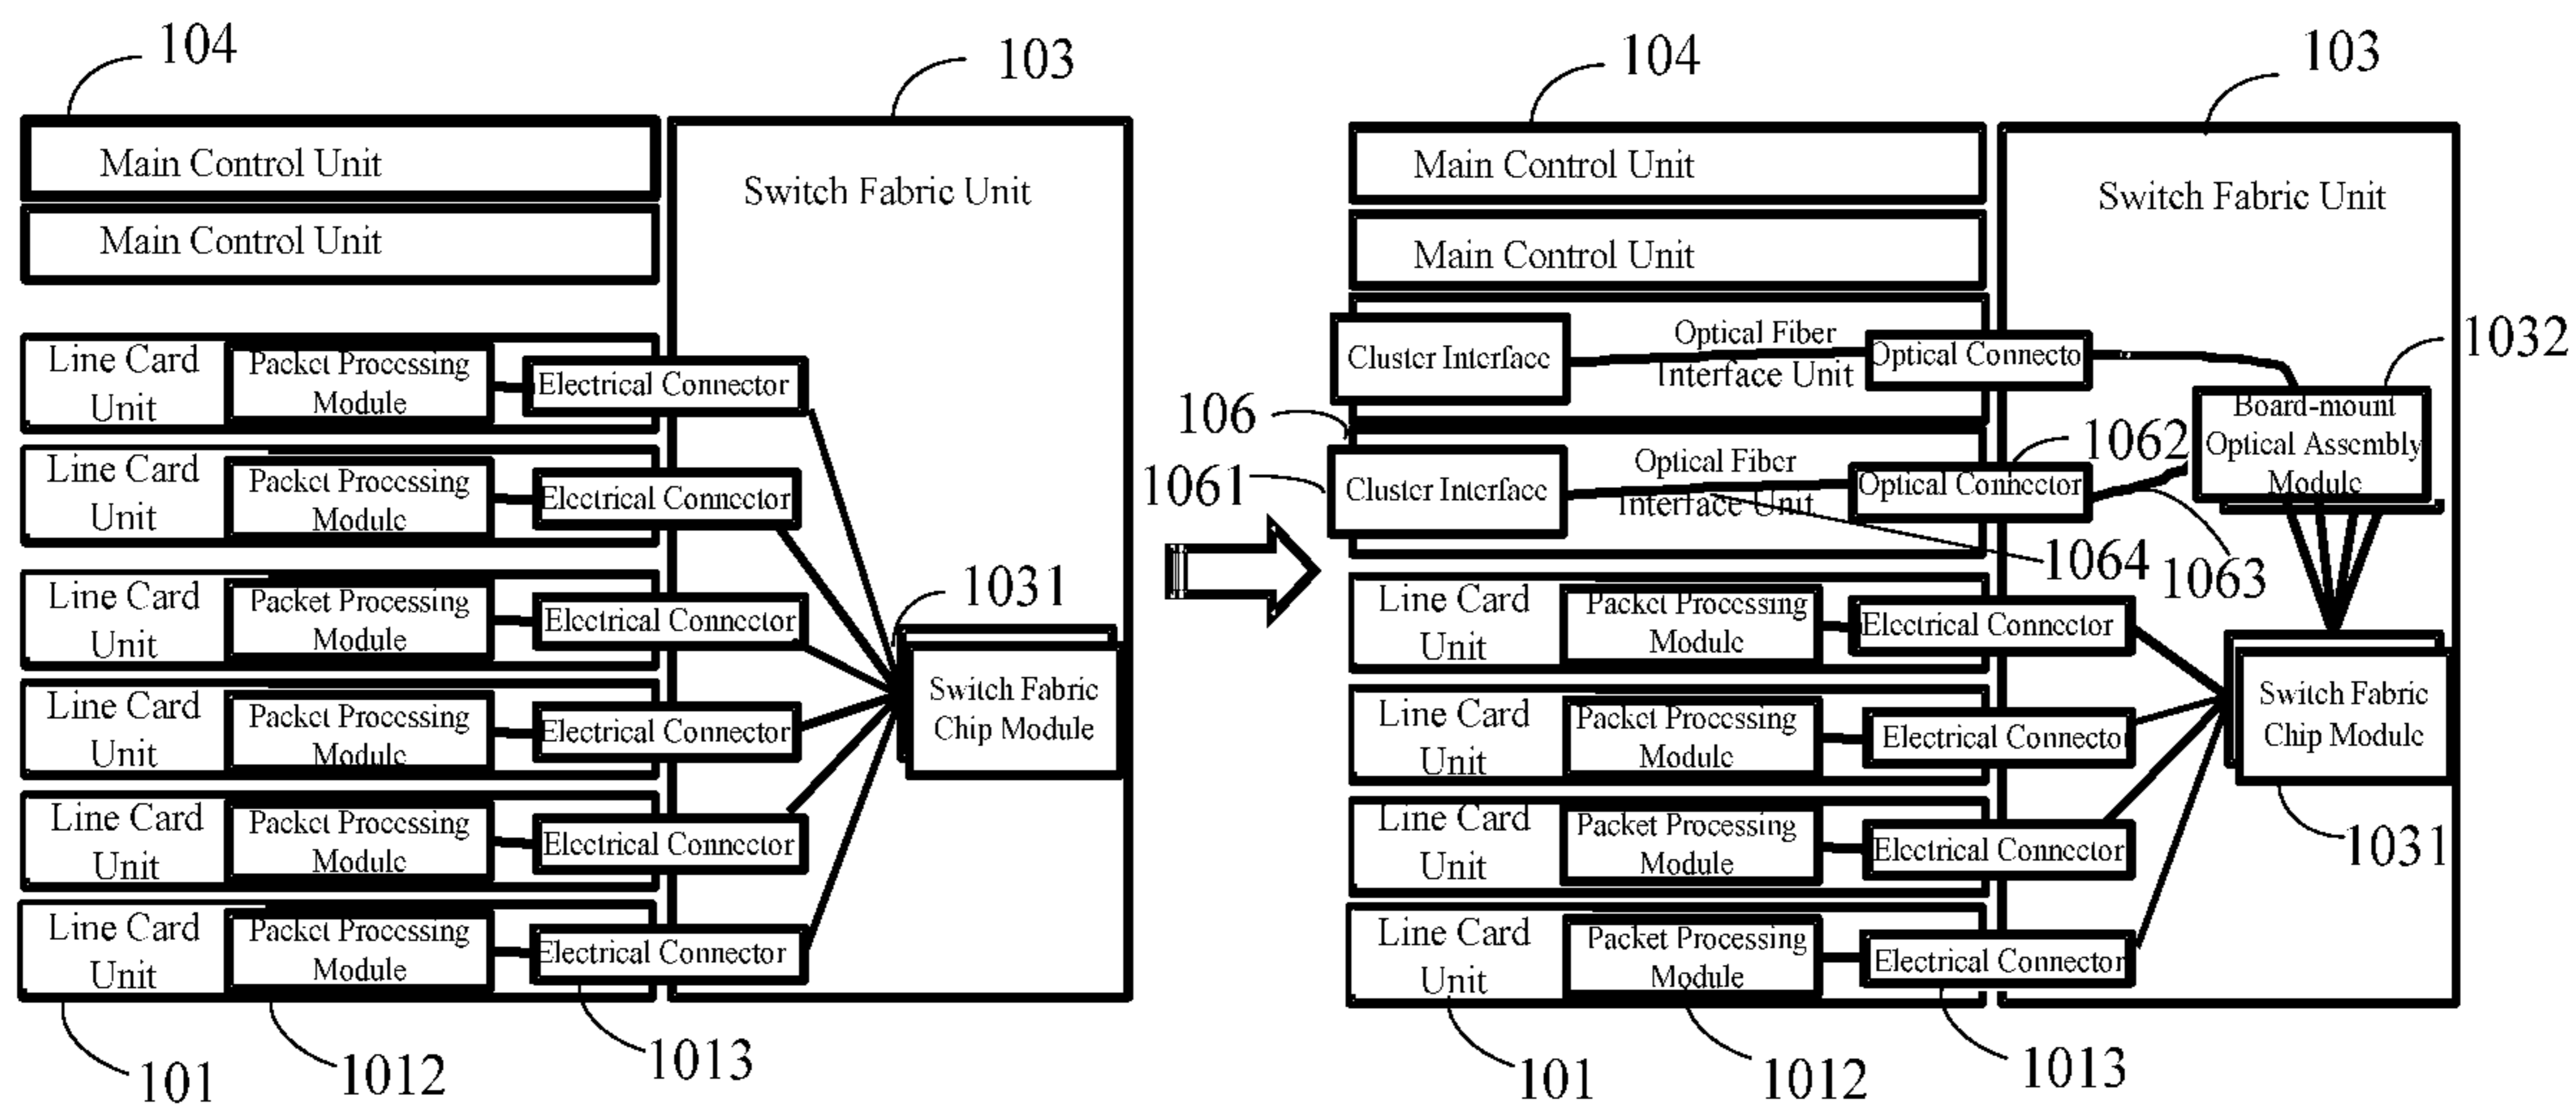 104
103
Main Control Unit
Main Control Unit
Switch Fabric Unit
Line Card
Unit
Packet Processing
Module
Electrical Connector
Line Card
Unit
Packet Processing
Module
Electrical Connector
Line Card
Unit
Packet Processing
Module
Electrical Connector
Line Card
Unit
Packet Processing
Module
Electrical Connector
Line Card
Unit
Packet Processing
Module
Electrical Connector
Line Card
Unit
Packet Processing
Module
Electrical Connector
1031
Switch Fabric
Chip Module
101
1012
1013
104
103
Main Control Unit
Main Control Unit
Switch Fabric Unit
Cluster Interface
Optical Fiber
Interface Unit
Optical Connecto
1032
Board-mount
Optical Assembly
Module
106
1061
Cluster Interface
Optical Fiber
Interface Unit
Optical Connector
1062
1064
1063
Line Card
Unit
Packet Processing
Module
Electrical Connector
Line Card
Unit
Packet Processing
Module
Electrical Connecto
Line Card
Unit
Packet Processing
Module
Electrical Connector
Line Card
Unit
Packet Processing
Module
Electrical Connector
Switch Fabric
Chip Module
1031
101
1012
1013